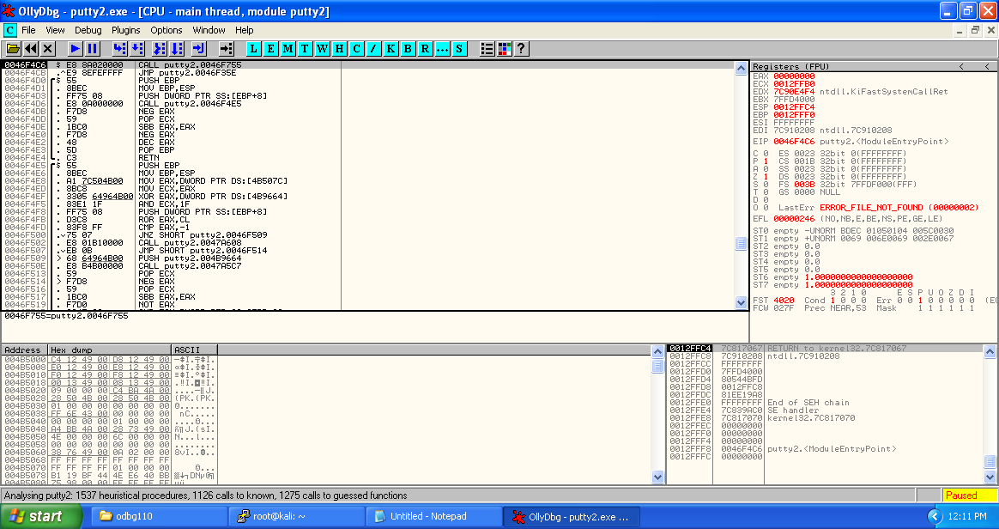 OllyDbg - putty2.exe - [CPU - main thread, module putty2]
C File View Debug Plugins Options Window Help
L E M T W H C / K B R ... S ?
0046F4C6 $ E8 8A020000 CALL putty2.0046F755
0046F4CB .^E9 8EFEFFFF JMP putty2.0046F35E
0046F4D0 $ 55 PUSH EBP
0046F4D1 . 8BEC MOV EBP,ESP
0046F4D3 . FF75 08 PUSH DWORD PTR SS:[EBP+8]
0046F4D6 . E8 0A000000 CALL putty2.0046F4E5
0046F4DB . F7D8 NEG EAX
0046F4DD . 59 POP ECX
0046F4DE . 1BC0 SBB EAX,EAX
0046F4E0 . F7D8 NEG EAX
0046F4E2 . 48 DEC EAX
0046F4E3 . 5D POP EBP
0046F4E4 . C3 RETN
0046F4E5 $ 55 PUSH EBP
0046F4E6 . 8BEC MOV EBP,ESP
0046F4E8 . A1 7C504B00 MOV EAX,DWORD PTR DS:[4B507C]
0046F4ED . 8BC8 MOV ECX,EAX
0046F4EF . 3305 64964B00 XOR EAX,DWORD PTR DS:[4B9664]
0046F4F5 . 83E1 1F AND ECX,1F
0046F4F8 . FF75 08 PUSH DWORD PTR SS:[EBP+8]
0046F4FB . D3C8 ROR EAX,CL
0046F4FD . 83F8 FF CMP EAX,-1
0046F500 .v75 07 JNZ SHORT putty2.0046F509
0046F502 . E8 01B10000 CALL putty2.0047A608
0046F507 .vEB 0B JMP SHORT putty2.0046F514
0046F509 > 68 64964B00 PUSH putty2.004B9664
0046F50E . E8 B4B00000 CALL putty2.0047A5C7
0046F513 . 59 POP ECX
0046F514 > F7D8 NEG EAX
0046F516 . 59 POP ECX
0046F517 . 1BC0 SBB EAX,EAX
0046F519 . F7D0 NOT EAX
0046F755=putty2.0046F755
Registers (FPU) < <
EAX 00000000
ECX 0012FFB0
EDX 7C90E4F4 ntdll.KiFastSystemCallRet
EBX 7FFD4000
ESP 0012FFC4
EBP 0012FFF0
ESI FFFFFFFF
EDI 7C910208 ntdll.7C910208
EIP 0046F4C6 putty2.<ModuleEntryPoint>
C 0 ES 0023 32bit 0(FFFFFFFF)
P 1 CS 001B 32bit 0(FFFFFFFF)
A 0 SS 0023 32bit 0(FFFFFFFF)
Z 1 DS 0023 32bit 0(FFFFFFFF)
S 0 FS 003B 32bit 7FFDF000(FFF)
T 0 GS 0000 NULL
D 0
O 0 LastErr ERROR_FILE_NOT_FOUND (00000002)
EFL 00000246 (NO,NB,E,BE,NS,PE,GE,LE)
ST0 empty -UNORM BDEC 01050104 005C0030
ST1 empty +UNORM 0069 006E0069 002E0067
ST2 empty 0.0
ST3 empty 0.0
ST4 empty 0.0
ST5 empty 0.0
ST6 empty 1.0000000000000000000
ST7 empty 1.0000000000000000000
3 2 1 0 E S P U O Z D I
FST 4020 Cond 1 0 0 0 Err 0 0 1 0 0 0 0 0
FCW 027F Prec NEAR,53 Mask 1 1 1 1 1 1
Address Hex dump ASCII
004B5000 C4 12 49 00 D8 12 49 00
004B5008 E0 12 49 00 E8 12 49 00
004B5010 F0 12 49 00 F8 12 49 00
004B5018 00 13 49 00 08 13 49 00
004B5020 09 00 00 00 C4 BA 4A 00
004B5028 28 50 4B 00 28 50 4B 00 (PK.(PK.
004B5030 01 00 00 00 00 00 00 00
004B5038 FF 6E 43 00 00 00 00 00 nC.....
004B5040 00 00 00 00 01 00 00 00
004B5048 A4 BB 4A 00 28 73 49 00 ñ╗J.(sI.
004B5050 4E 00 00 00 6C 00 00 00 N...l...
004B5058 00 00 00 00 00 00 00 00 ........
004B5060 38 76 49 00 0A 02 00 00
004B5068 FF FF FF FF FF FF FF FF
004B5070 FF FF FF FF 01 00 00 00
004B5078 B1 19 BF 44 4E E6 40 BB
0012FFC4 7C817067 RETURN to kernel32.7C817067
0012FFC8 7C910208 ntdll.7C910208
0012FFCC FFFFFFFF
0012FFD0 7FFD4000
0012FFD4 80544BFD
0012FFD8 0012FFC8
0012FFDC 81EE19A8
0012FFE0 FFFFFFFF End of SEH chain
0012FFE4 7C839AC0 SE handler
0012FFE8 7C817070 kernel32.7C817070
0012FFEC 00000000
0012FFF0 00000000
0012FFF4 00000000
0012FFF8 0046F4C6 putty2.<ModuleEntryPoint>
0012FFFC 00000000
Analysing putty2: 1537 heuristical procedures, 1126 calls to known, 1275 calls to guessed functions
Paused
start odbg110 root@kali: ~ Untitled - Notepad OllyDbg - putty2.exe ... 12:11 PM